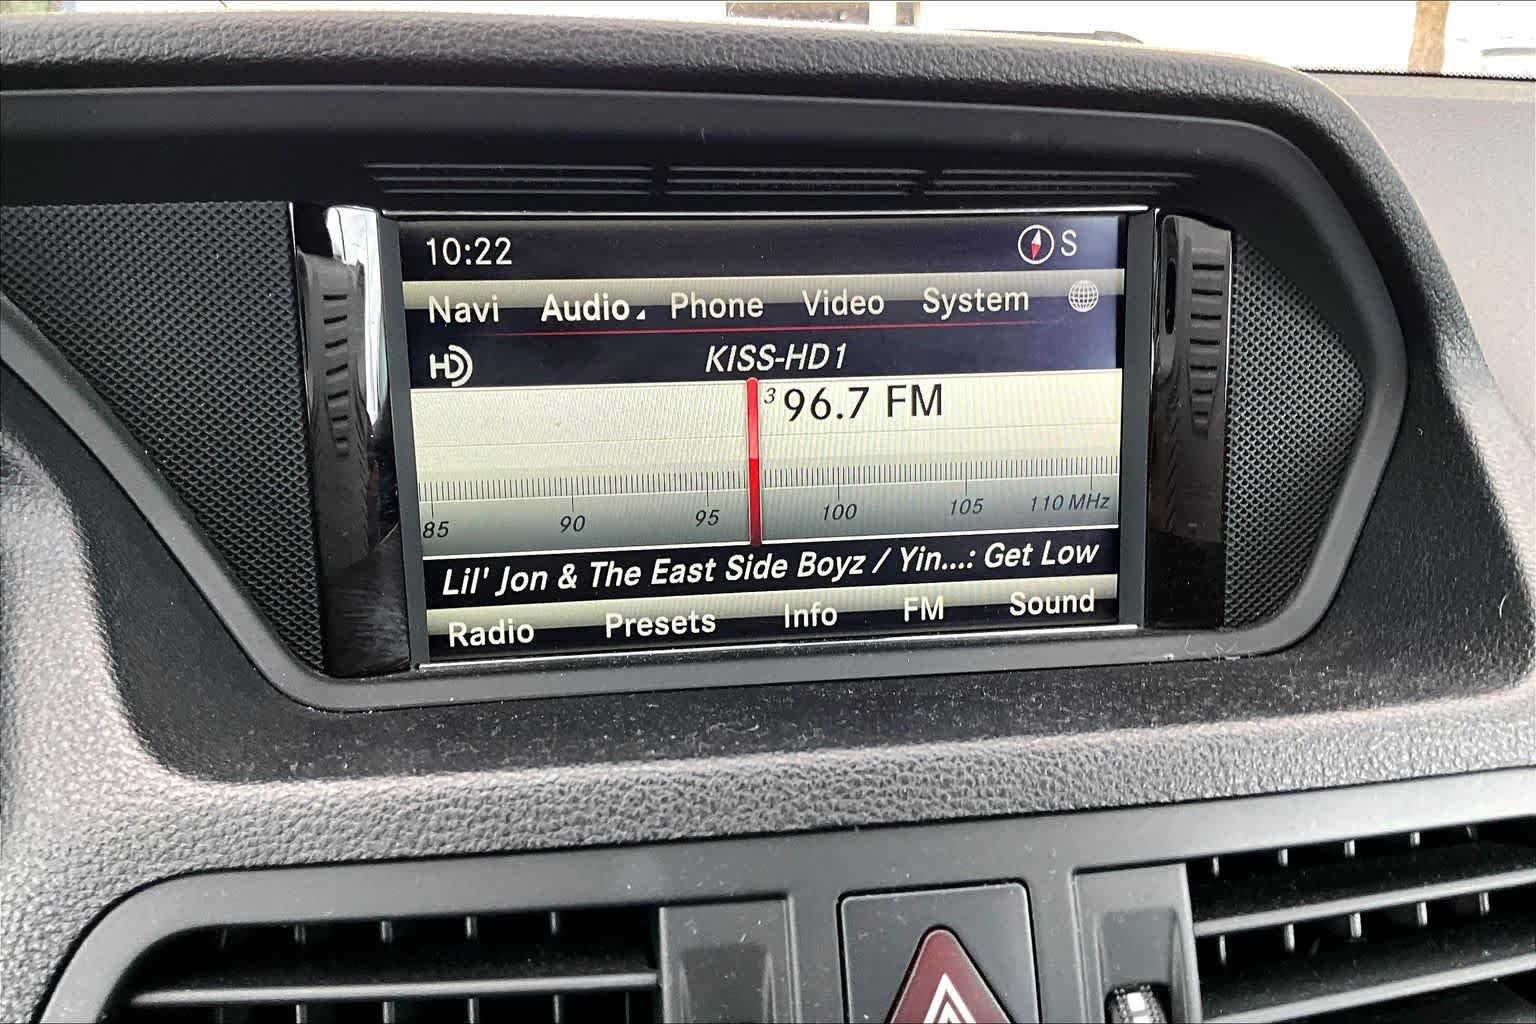 10:22 S
Navi Audio Phone Video System
HD KISS-HD1
3 96.7 FM
85 90 95 100 105 110 MHz
Lil' Jon & The East Side Boyz / Yin...: Get Low
Radio Presets Info FM Sound